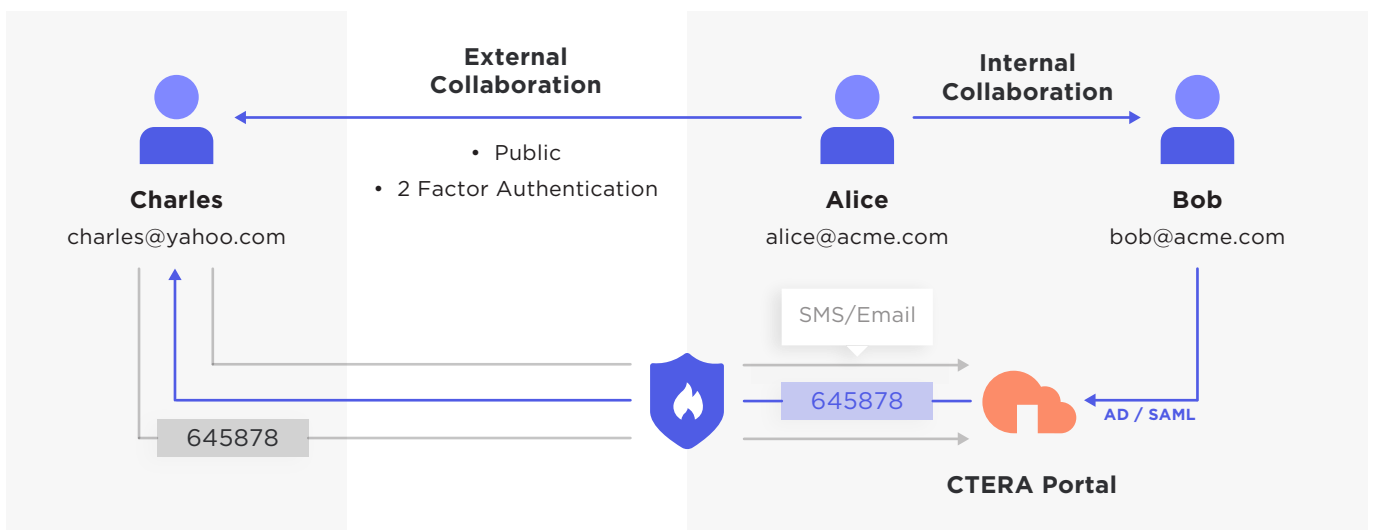 External
Collaboration
Internal
Collaboration
• Public
• 2 Factor Authentication
Charles
charles@yahoo.com
Alice
alice@acme.com
Bob
bob@acme.com
SMS/Email
645878
AD / SAML
645878
CTERA Portal